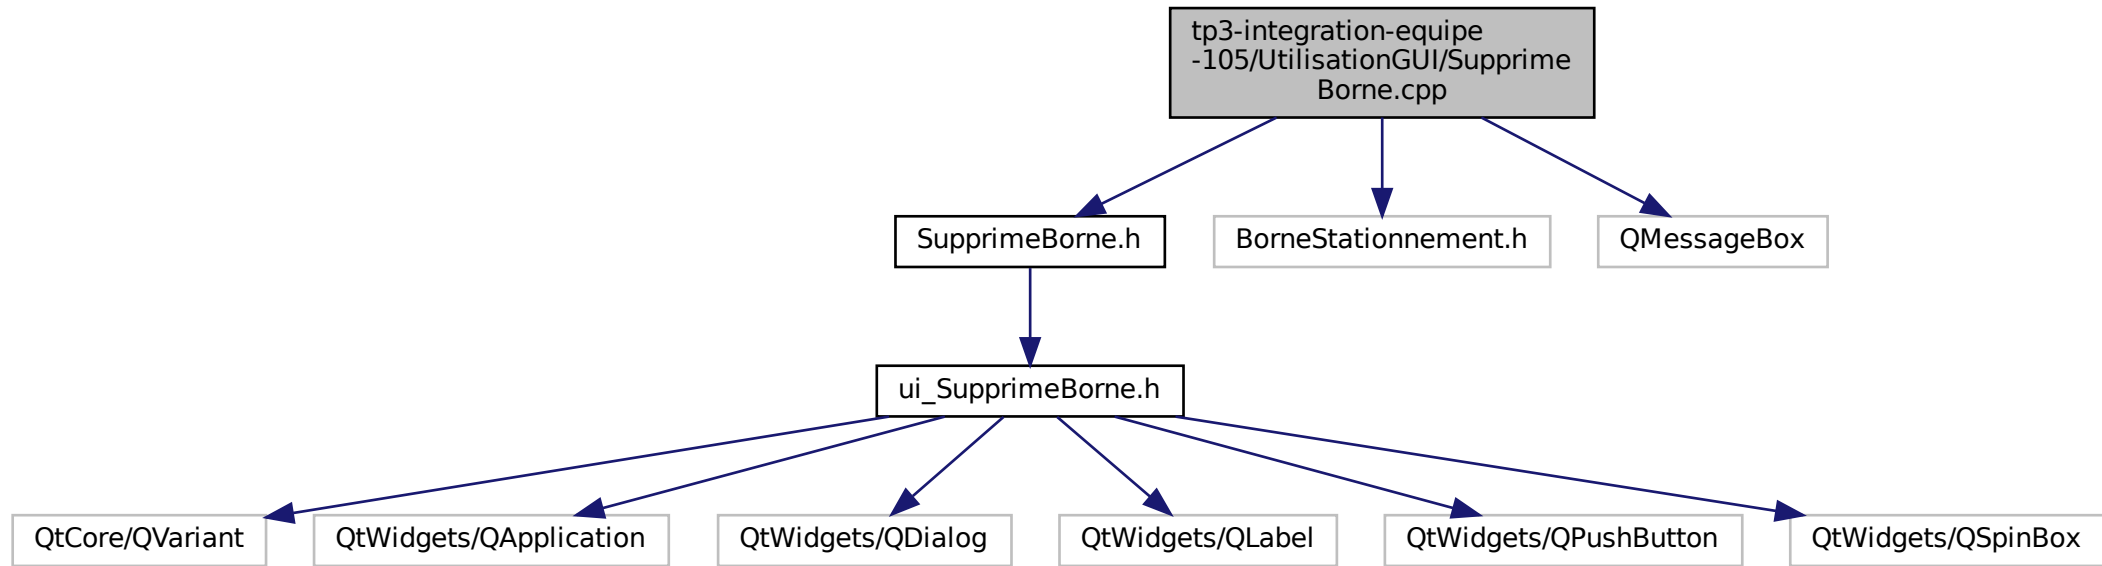 tp3-integration-equipe
-105/UtilisationGUI/Supprime
Borne.cpp
SupprimeBorne.h
BorneStationnement.h
QMessageBox
ui_SupprimeBorne.h
QtCore/QVariant
QtWidgets/QApplication
QtWidgets/QDialog
QtWidgets/QLabel
QtWidgets/QPushButton
QtWidgets/QSpinBox